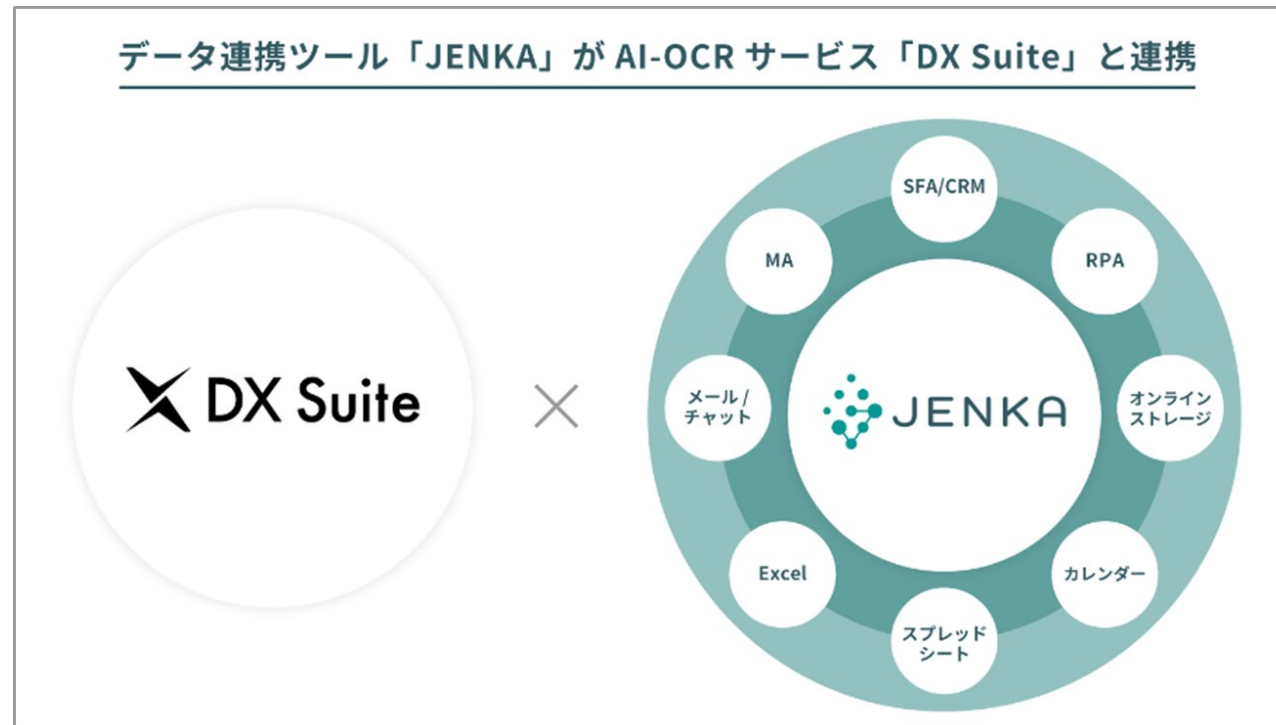 データ連携ツール「JENKA」が AI-OCR サービス「DX Suite」と連携
DX Suite
JENKA
SFA/CRM
RPA
オンライン
ストレージ
カレンダー
スプレッド
シート
Excel
メール /
チャット
MA